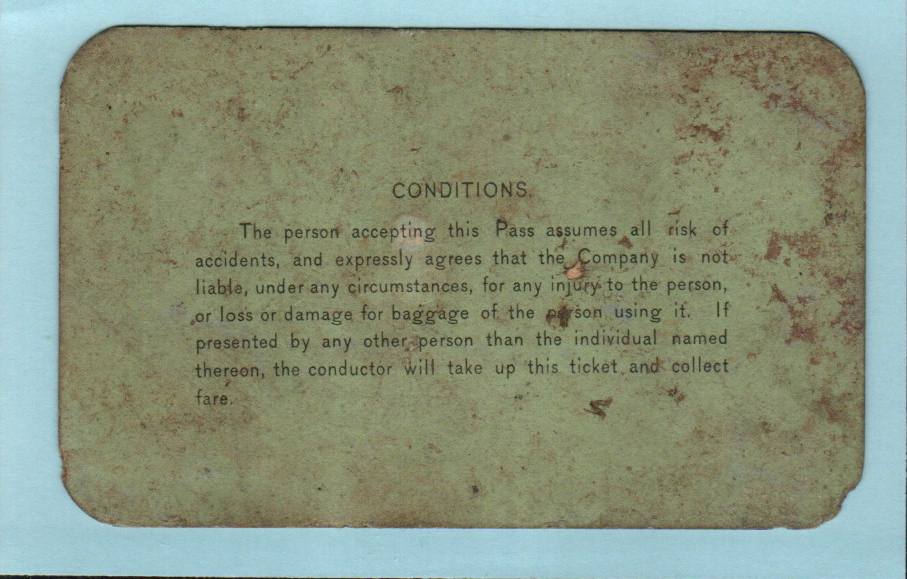 CONDITIONS.
The person accepting this Pass assumes all risk of
accidents, and expressly agrees that the Company is not
liable, under any circumstances, for any injury to the person,
or loss or damage for baggage of the person using it. If
presented by any other person than the individual named
thereon, the conductor will take up this ticket and collect
fare.